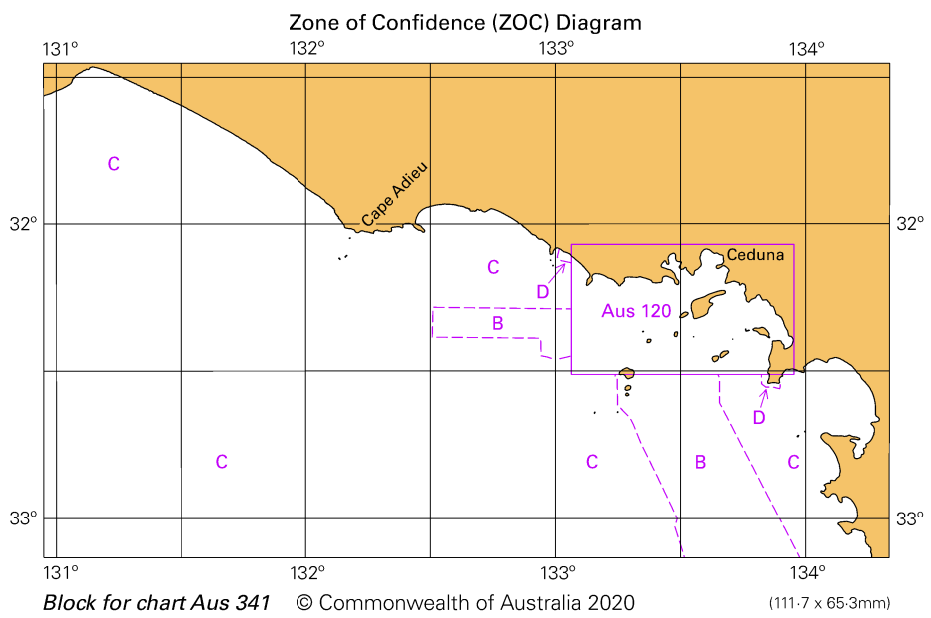 Zone of Confidence (ZOC) Diagram
131° 132° 133° 134°
C
Cape Adieu
32° 32°
Ceduna
C
D
Aus 120
B
D
C C B C
33° 33°
131° 132° 133° 134°
Block for chart Aus 341 © Commonwealth of Australia 2020 (111·7 x 65·3mm)